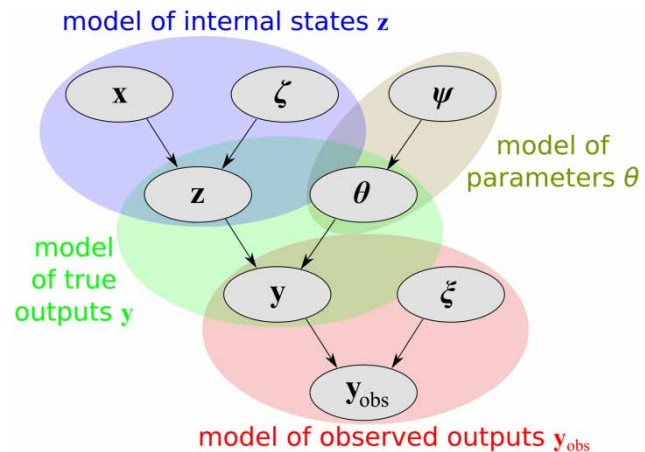 model of internal states z
x
ζ
ψ
model of
parameters θ
z
θ
model
of true
outputs y
y
ξ
y_obs
model of observed outputs y_obs